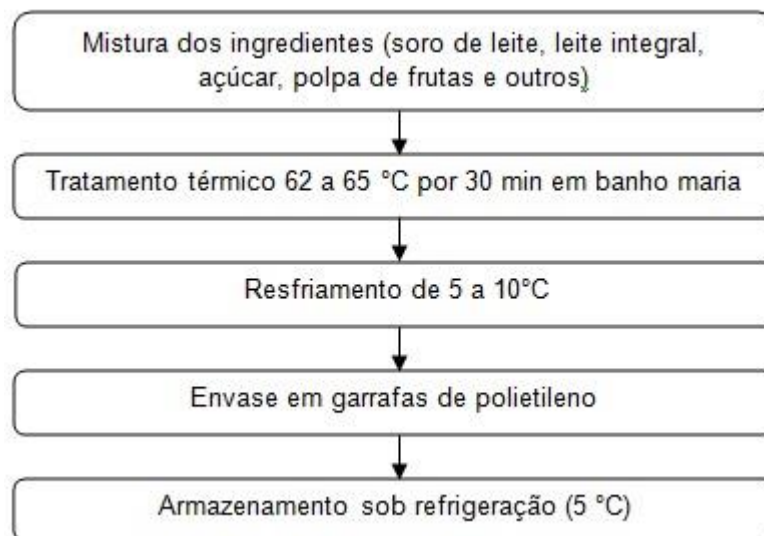 Mistura dos ingredientes (soro de leite, leite integral,
açúcar, polpa de frutas e outros)
Tratamento térmico 62 a 65 °C por 30 min em banho maria
Resfriamento de 5 a 10°C
Envase em garrafas de polietileno
Armazenamento sob refrigeração (5 °C)